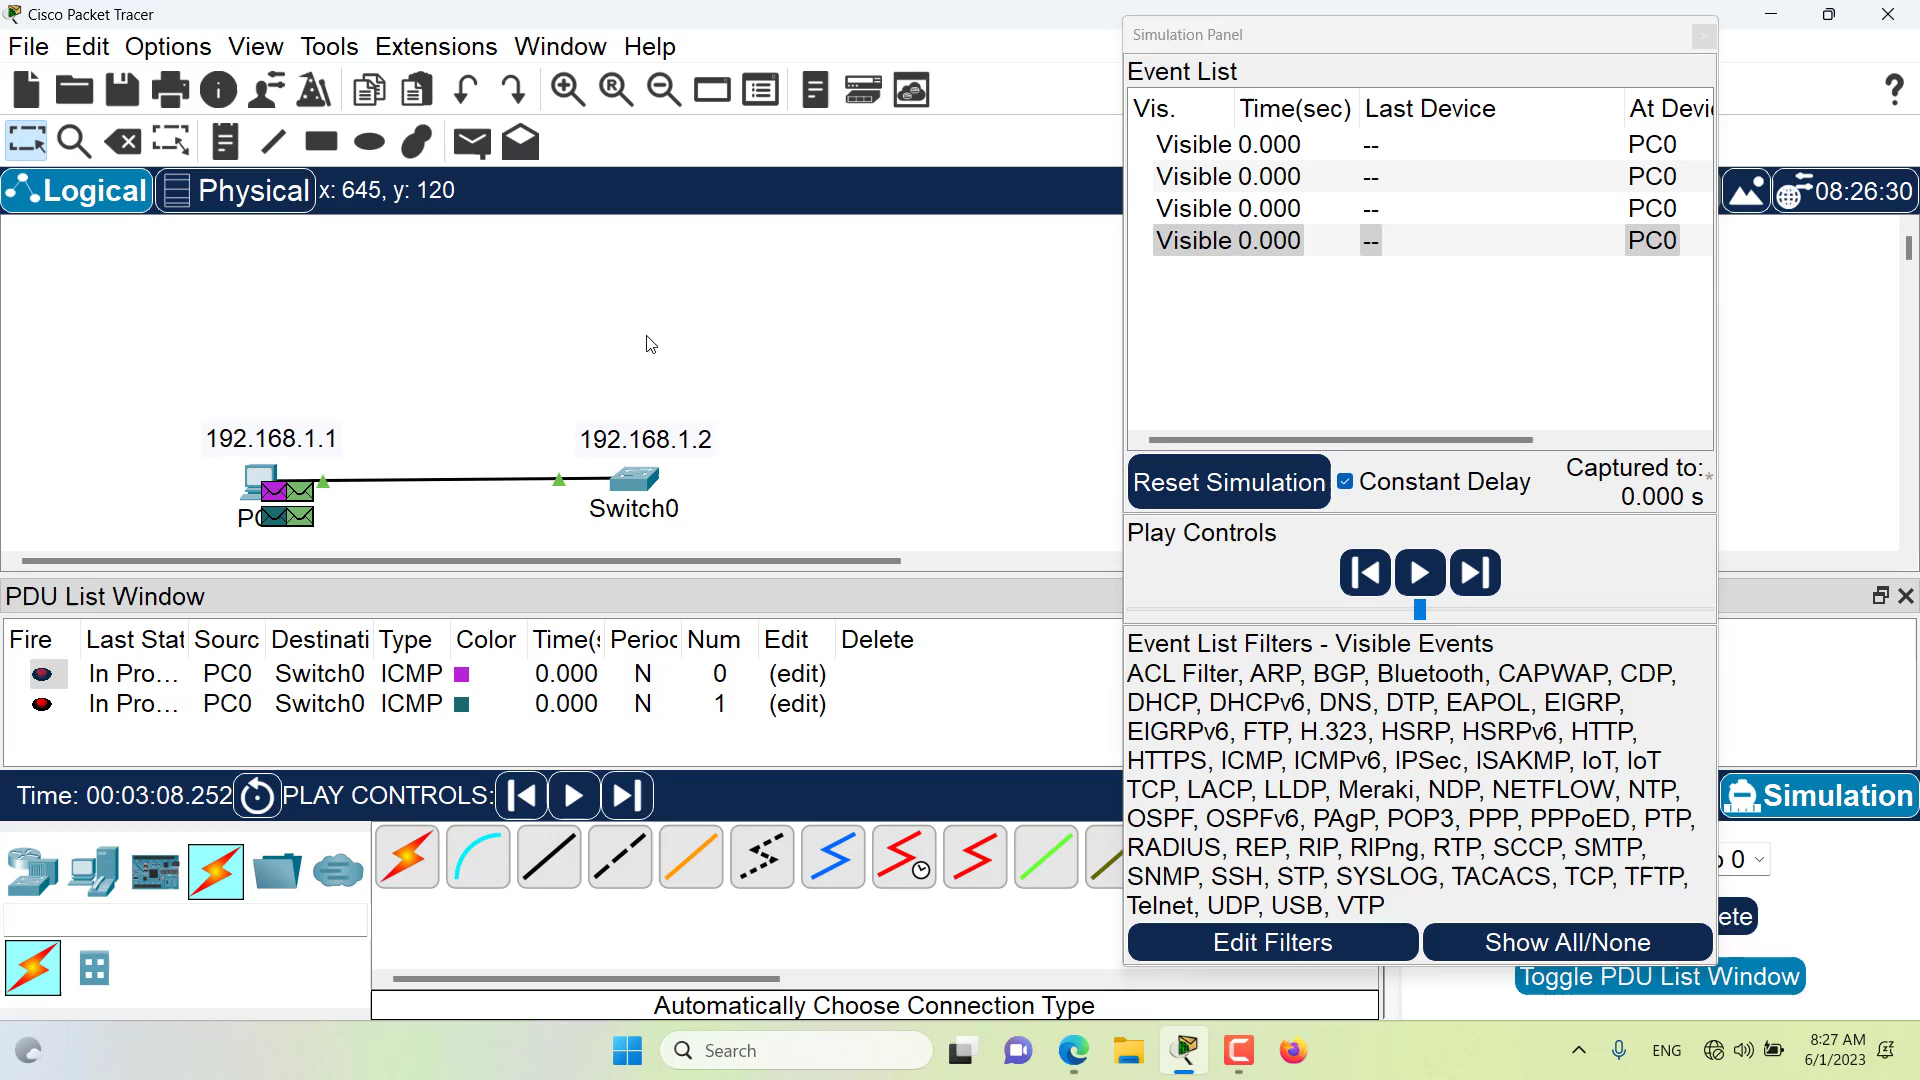 Cisco Packet Tracer
File Edit Options View Tools Extensions Window Help
Logical Physical x: 645, y: 120
08:26:30
192.168.1.1
192.168.1.2
Switch0
PDU List Window
Fire Last Stat Sourc Destinati Type Color Time(s Perioc Num Edit Delete
In Pro... PC0 Switch0 ICMP 0.000 N 0 (edit)
In Pro... PC0 Switch0 ICMP 0.000 N 1 (edit)
Time: 00:03:08.252 PLAY CONTROLS:
Simulation
Automatically Choose Connection Type
Simulation Panel
Event List
Vis. Time(sec) Last Device At Devi
Visible 0.000 -- PC0
Visible 0.000 -- PC0
Visible 0.000 -- PC0
Visible 0.000 -- PC0
Reset Simulation Constant Delay Captured to: *
0.000 s
Play Controls
Event List Filters - Visible Events
ACL Filter, ARP, BGP, Bluetooth, CAPWAP, CDP,
DHCP, DHCPv6, DNS, DTP, EAPOL, EIGRP,
EIGRPv6, FTP, H.323, HSRP, HSRPv6, HTTP,
HTTPS, ICMP, ICMPv6, IPSec, ISAKMP, IoT, IoT
TCP, LACP, LLDP, Meraki, NDP, NETFLOW, NTP,
OSPF, OSPFv6, PAgP, POP3, PPP, PPPoED, PTP,
RADIUS, REP, RIP, RIPng, RTP, SCCP, SMTP,
SNMP, SSH, STP, SYSLOG, TACACS, TCP, TFTP,
Telnet, UDP, USB, VTP
Edit Filters Show All/None
0
ete
Toggle PDU List Window
Search
ENG
8:27 AM
6/1/2023